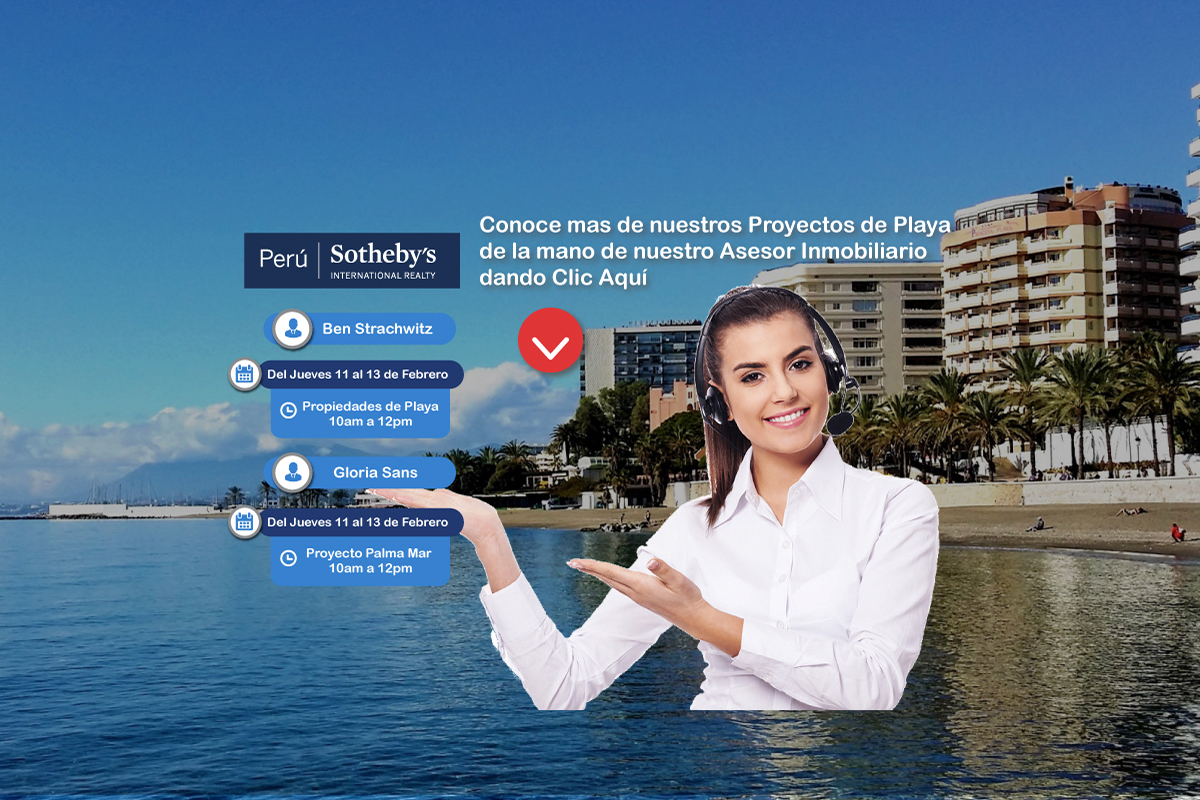 Conoce mas de nuestros Proyectos de Playa
de la mano de nuestro Asesor Inmobiliario
dando Clic Aquí
Perú
Sotheby's
INTERNATIONAL REALTY
Ben Strachwitz
Del Jueves 11 al 13 de Febrero
Propiedades de Playa
10am a 12pm
Gloria Sans
Del Jueves 11 al 13 de Febrero
Proyecto Palma Mar
10am a 12pm